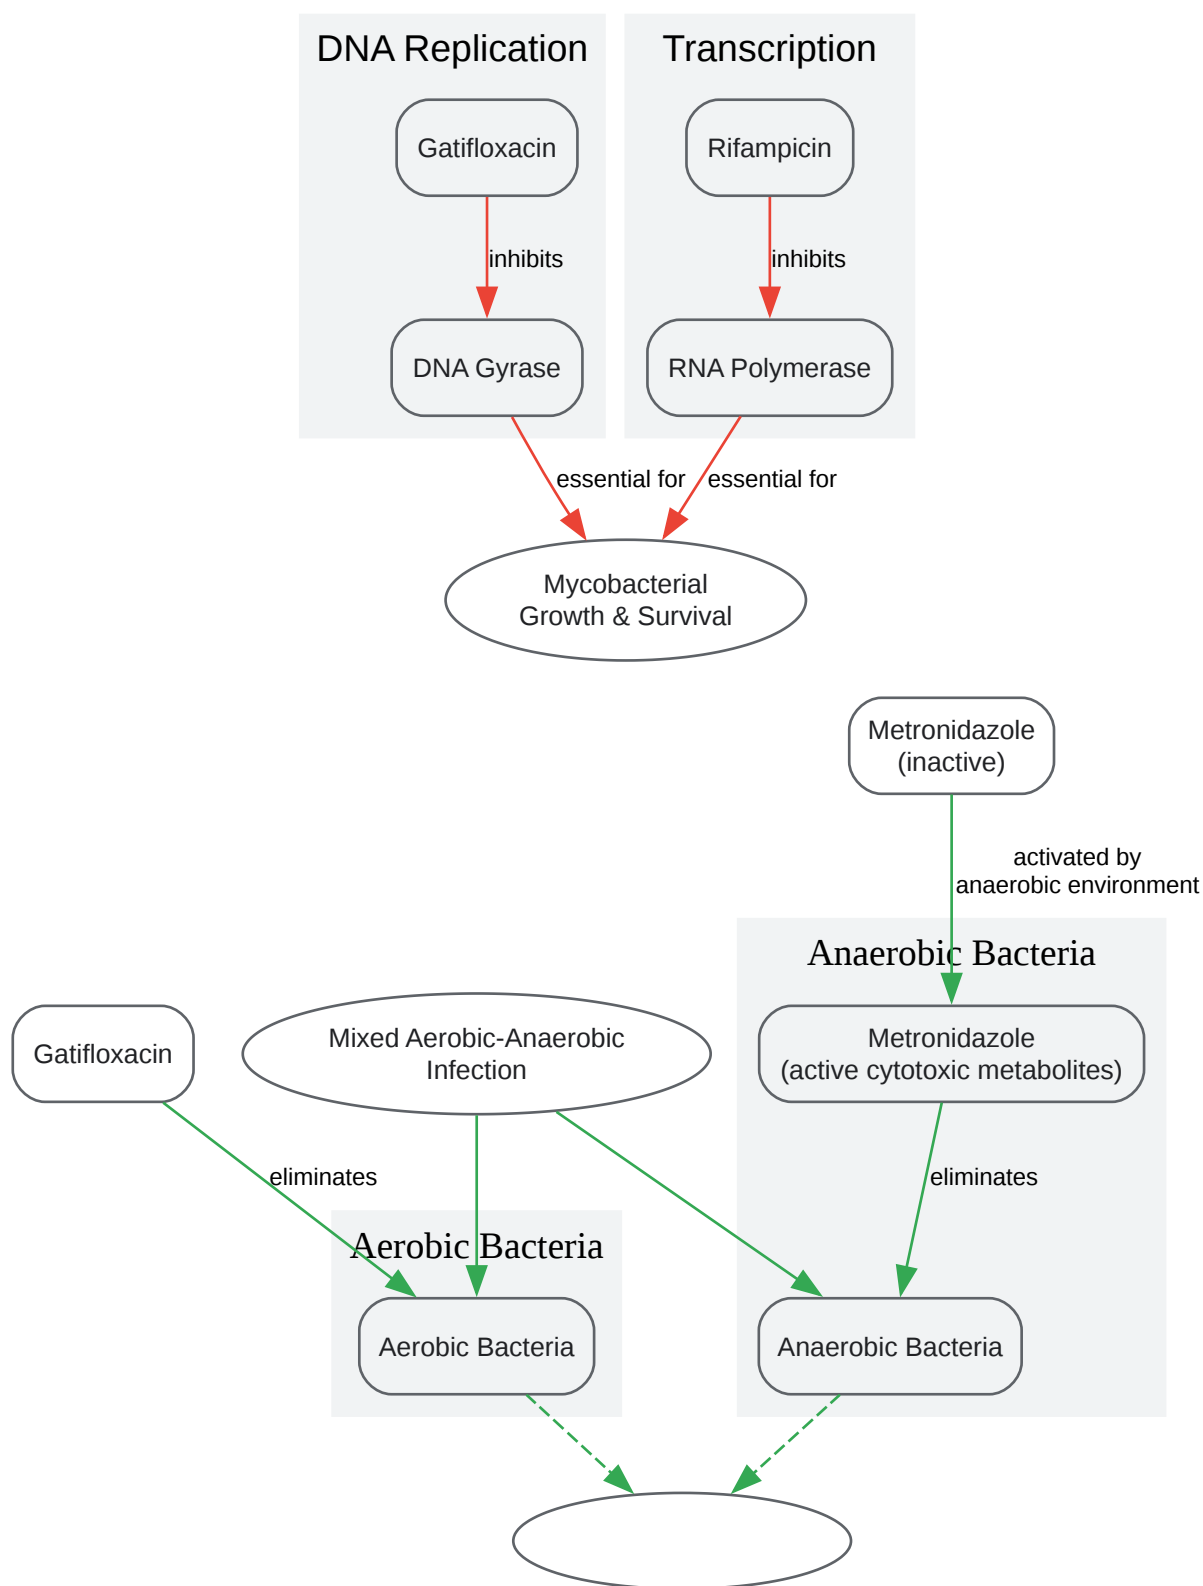 DNA Replication
Transcription
Gatifloxacin
Rifampicin
inhibits
inhibits
DNA Gyrase
RNA Polymerase
essential for
essential for
Mycobacterial
Growth & Survival
Metronidazole
(inactive)
activated by
anaerobic environment
Anaerobic Bacteria
Gatifloxacin
Mixed Aerobic-Anaerobic
Infection
Metronidazole
(active cytotoxic metabolites)
eliminates
eliminates
Aerobic Bacteria
Aerobic Bacteria
Anaerobic Bacteria